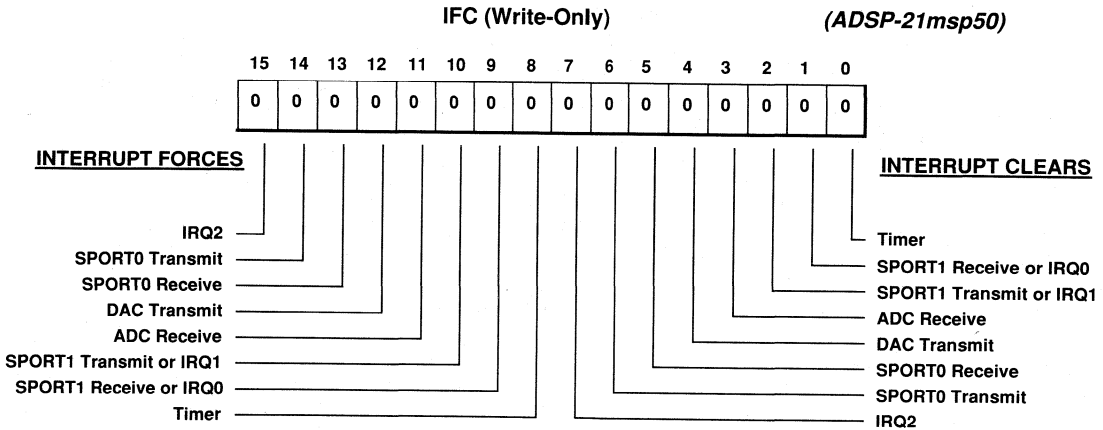 IFC (Write-Only) (ADSP-21msp50)
15 14 13 12 11 10 9 8 7 6 5 4 3 2 1 0
0 0 0 0 0 0 0 0 0 0 0 0 0 0 0 0
INTERRUPT FORCES
IRQ2
SPORT0 Transmit
SPORT0 Receive
DAC Transmit
ADC Receive
SPORT1 Transmit or IRQ1
SPORT1 Receive or IRQ0
Timer
INTERRUPT CLEARS
Timer
SPORT1 Receive or IRQ0
SPORT1 Transmit or IRQ1
ADC Receive
DAC Transmit
SPORT0 Receive
SPORT0 Transmit
IRQ2